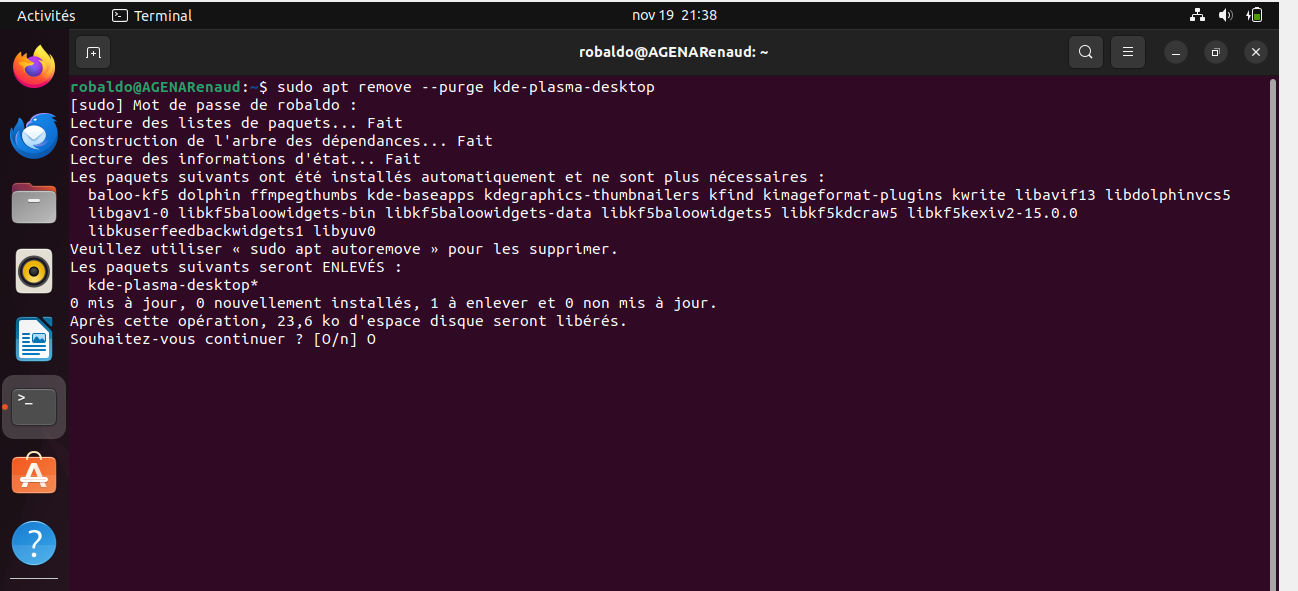 Activités Terminal nov 19 21:38
robaldo@AGENARenaud: ~
robaldo@AGENARenaud:~$ sudo apt remove --purge kde-plasma-desktop
[sudo] Mot de passe de robaldo :
Lecture des listes de paquets... Fait
Construction de l'arbre des dépendances... Fait
Lecture des informations d'état... Fait
Les paquets suivants ont été installés automatiquement et ne sont plus nécessaires :
baloo-kf5 dolphin ffmpegthumbs kde-baseapps kdegraphics-thumbnailers kfind kimageformat-plugins kwrite libavif13 libdolphinvcs5
libgav1-0 libkf5baloowidgets-bin libkf5baloowidgets-data libkf5baloowidgets5 libkf5kdcraw5 libkf5kexiv2-15.0.0
libkuserfeedbackwidgets1 libyuv0
Veuillez utiliser « sudo apt autoremove » pour les supprimer.
Les paquets suivants seront ENLEVÉS :
kde-plasma-desktop*
0 mis à jour, 0 nouvellement installés, 1 à enlever et 0 non mis à jour.
Après cette opération, 23,6 ko d'espace disque seront libérés.
Souhaitez-vous continuer ? [O/n] O